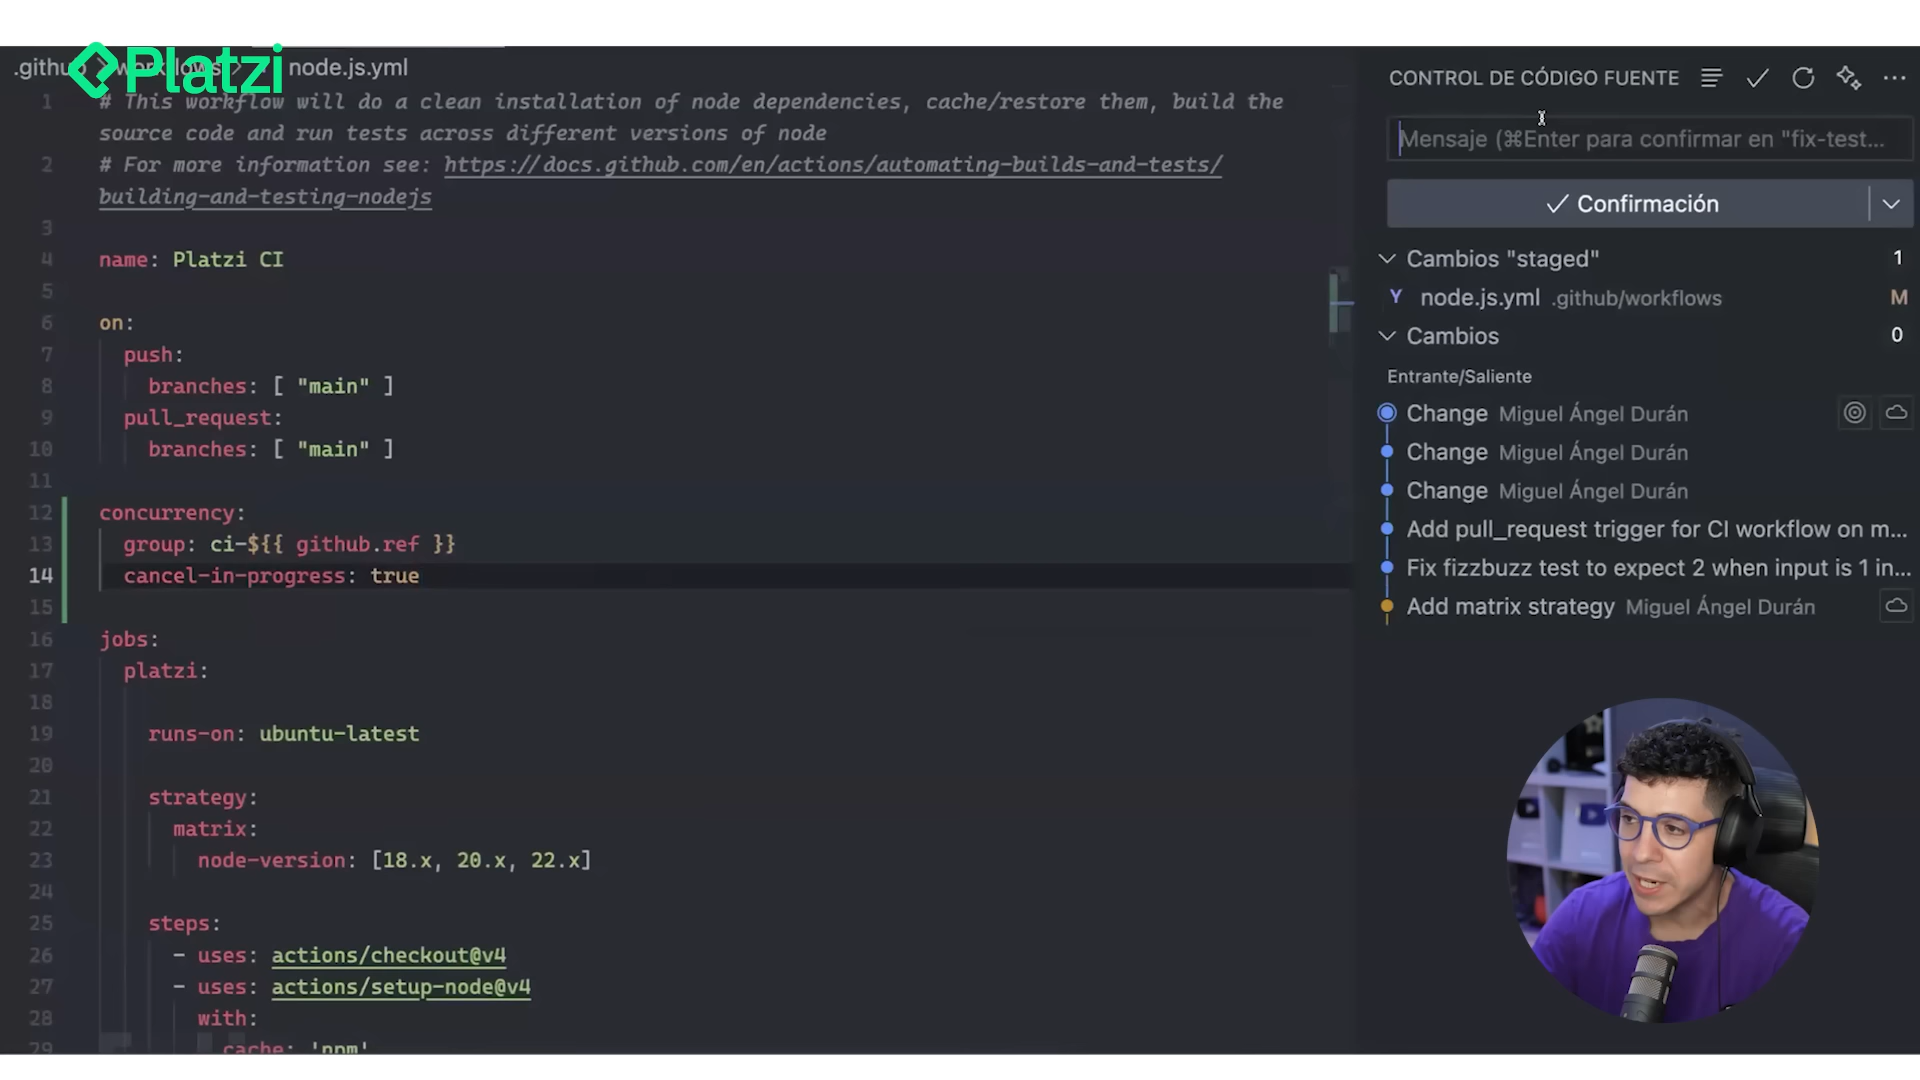 Platzi
.github > workflows > node.js.yml
1 # This workflow will do a clean installation of node dependencies, cache/restore them, build the
source code and run tests across different versions of node
2 # For more information see: https://docs.github.com/en/actions/automating-builds-and-tests/
building-and-testing-nodejs
3
4 name: Platzi CI
5
6 on:
7 push:
8 branches: [ "main" ]
9 pull_request:
10 branches: [ "main" ]
11
12 concurrency:
13 group: ci-${{ github.ref }}
14 cancel-in-progress: true
15
16 jobs:
17 platzi:
18
19 runs-on: ubuntu-latest
20
21 strategy:
22 matrix:
23 node-version: [18.x, 20.x, 22.x]
24
25 steps:
26 - uses: actions/checkout@v4
27 - uses: actions/setup-node@v4
28 with:
29 cache: 'npm'
CONTROL DE CÓDIGO FUENTE
Mensaje (⌘Enter para confirmar en "fix-test...
Confirmación
Cambios "staged" 1
Y node.js.yml .github/workflows M
Cambios 0
Entrante/Saliente
Change Miguel Ángel Durán
Change Miguel Ángel Durán
Change Miguel Ángel Durán
Add pull_request trigger for CI workflow on m...
Fix fizzbuzz test to expect 2 when input is 1 in...
Add matrix strategy Miguel Ángel Durán